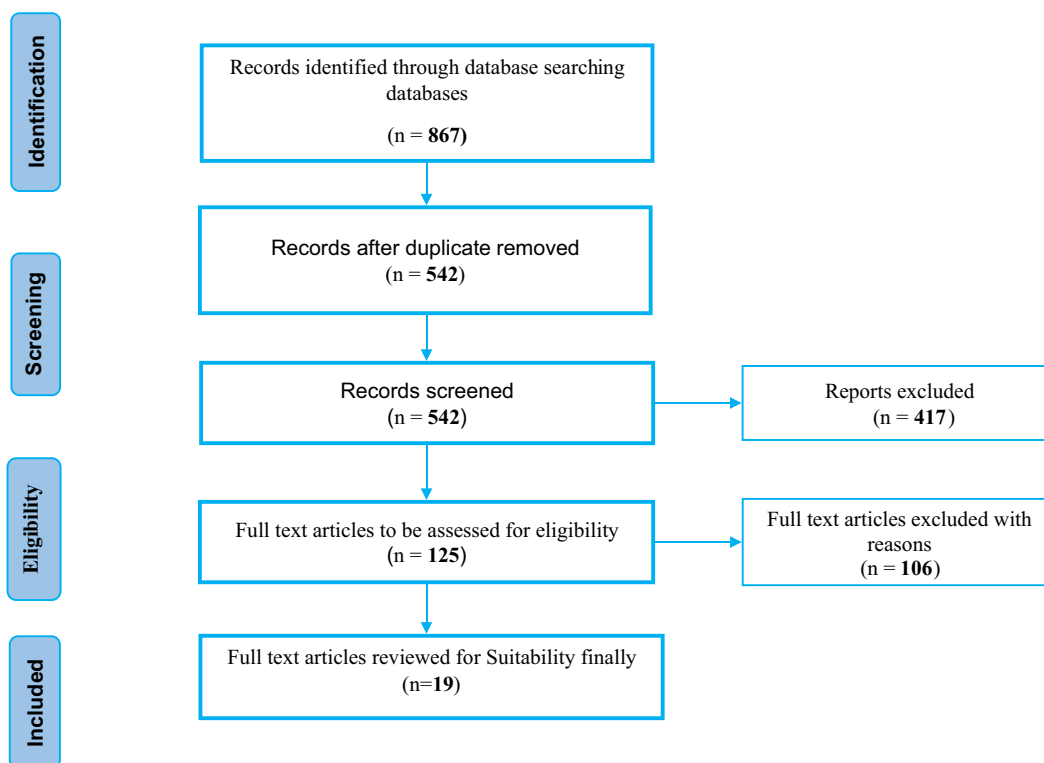 Identification
Records identified through database searching
databases
(n = 867)
Records after duplicate removed
(n = 542)
Screening
Records screened
(n = 542)
Reports excluded
(n = 417)
Eligibility
Full text articles to be assessed for eligibility
(n = 125)
Full text articles excluded with
reasons
(n = 106)
Included
Full text articles reviewed for Suitability finally
(n=19)